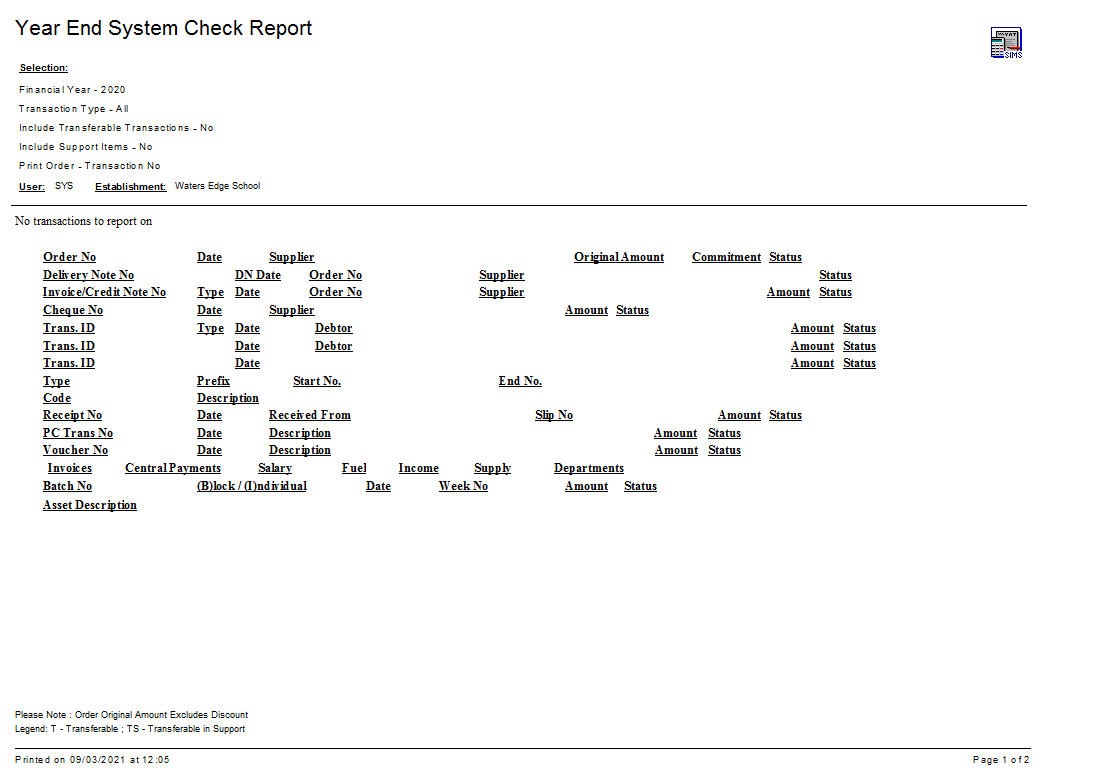 Year End System Check Report
VAT
SIMS
Selection:
Financial Year - 2020
Transaction Type - All
Include Transferable Transactions - No
Include Support Items - No
Print Order - Transaction No
User: SYS Establishment: Waters Edge School
No transactions to report on
Order No Date Supplier Original Amount Commitment Status
Delivery Note No DN Date Order No Supplier Status
Invoice/Credit Note No Type Date Order No Supplier Amount Status
Cheque No Date Supplier Amount Status
Trans. ID Type Date Debtor Amount Status
Trans. ID Date Debtor Amount Status
Trans. ID Date Amount Status
Type Prefix Start No. End No.
Code Description
Receipt No Date Received From Slip No Amount Status
PC Trans No Date Description Amount Status
Voucher No Date Description Amount Status
Invoices Central Payments Salary Fuel Income Supply Departments
Batch No (B)lock / (I)ndividual Date Week No Amount Status
Asset Description
Please Note : Order Original Amount Excludes Discount
Legend: T - Transferable ; TS - Transferable in Support
Printed on 09/03/2021 at 12:05 Page 1 of 2